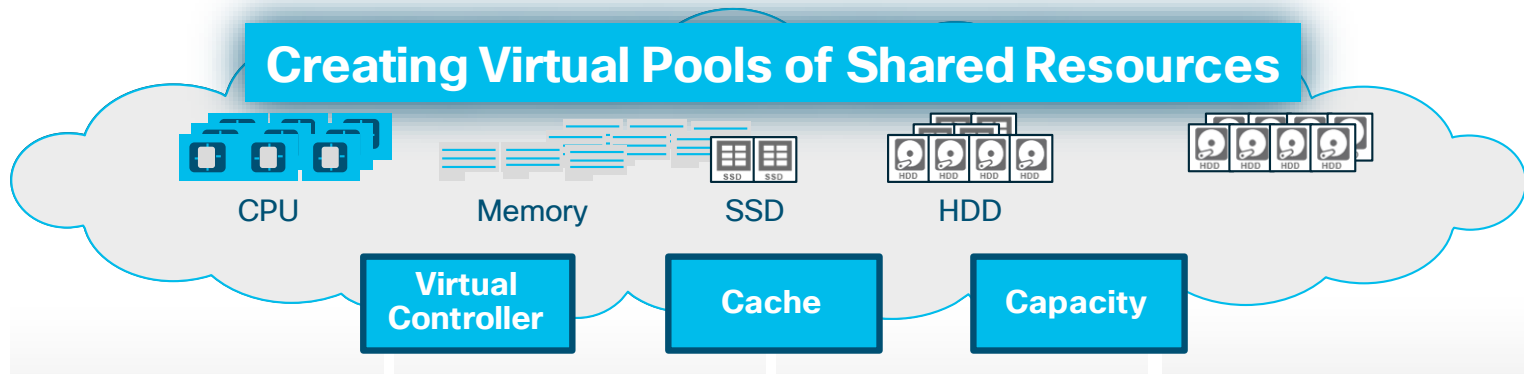 Creating Virtual Pools of Shared Resources
SSD SSD
HDD HDD HDD HDD
HDD HDD HDD HDD
CPU Memory SSD HDD
Virtual
Controller
Cache
Capacity